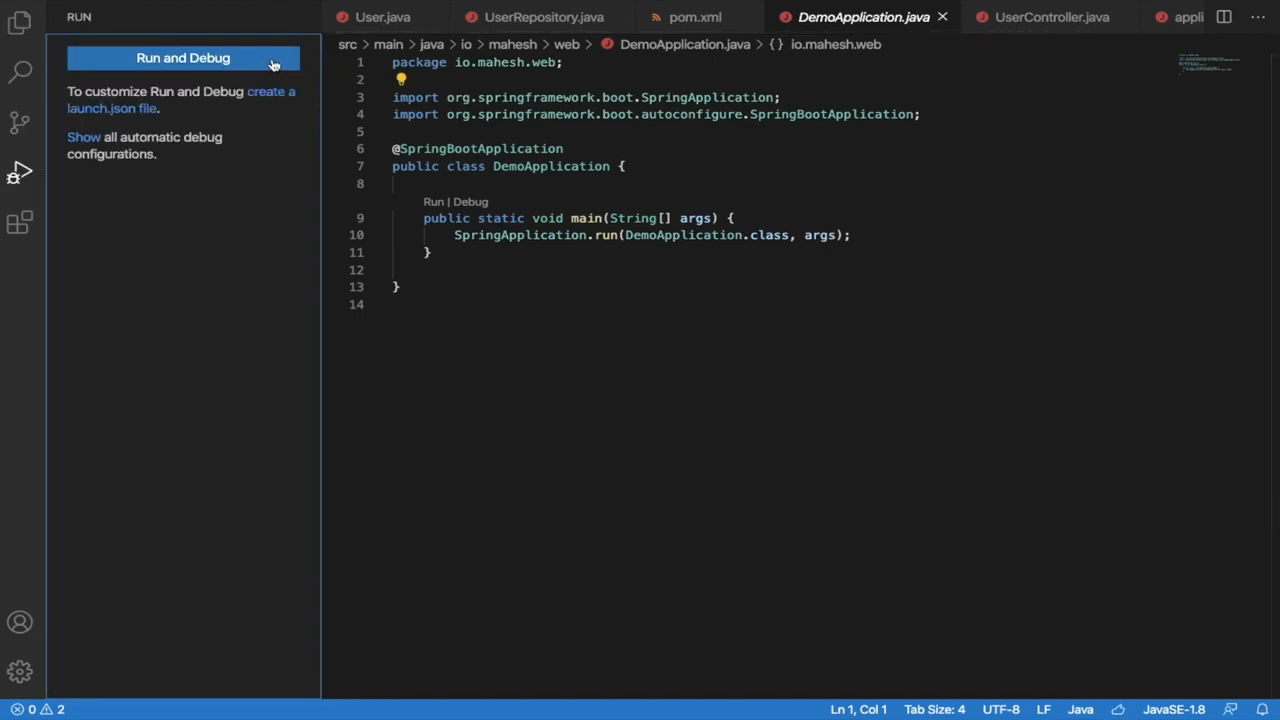 RUN
Run and Debug
To customize Run and Debug create a
launch.json file.
Show all automatic debug
configurations.
User.java
UserRepository.java
pom.xml
DemoApplication.java
UserController.java
appli
src > main > java > io > mahesh > web > DemoApplication.java > {} io.mahesh.web
1 package io.mahesh.web;
2
3 import org.springframework.boot.SpringApplication;
4 import org.springframework.boot.autoconfigure.SpringBootApplication;
5
6 @SpringBootApplication
7 public class DemoApplication {
8
Run | Debug
9 public static void main(String[] args) {
10 SpringApplication.run(DemoApplication.class, args);
11 }
12
13 }
14
0 2
Ln 1, Col 1
Tab Size: 4
UTF-8
LF
Java
JavaSE-1.8